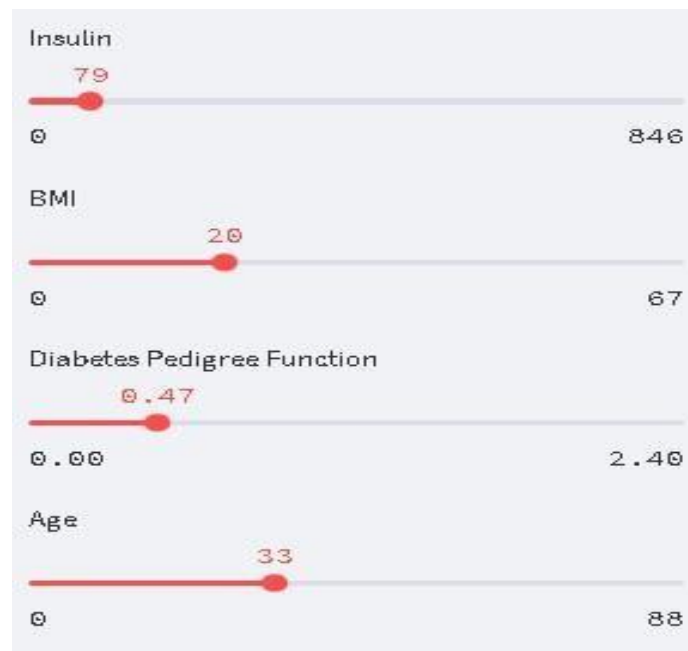 Insulin
79
0 846
BMI
20
0 67
Diabetes Pedigree Function
0.47
0.00 2.40
Age
33
0 88